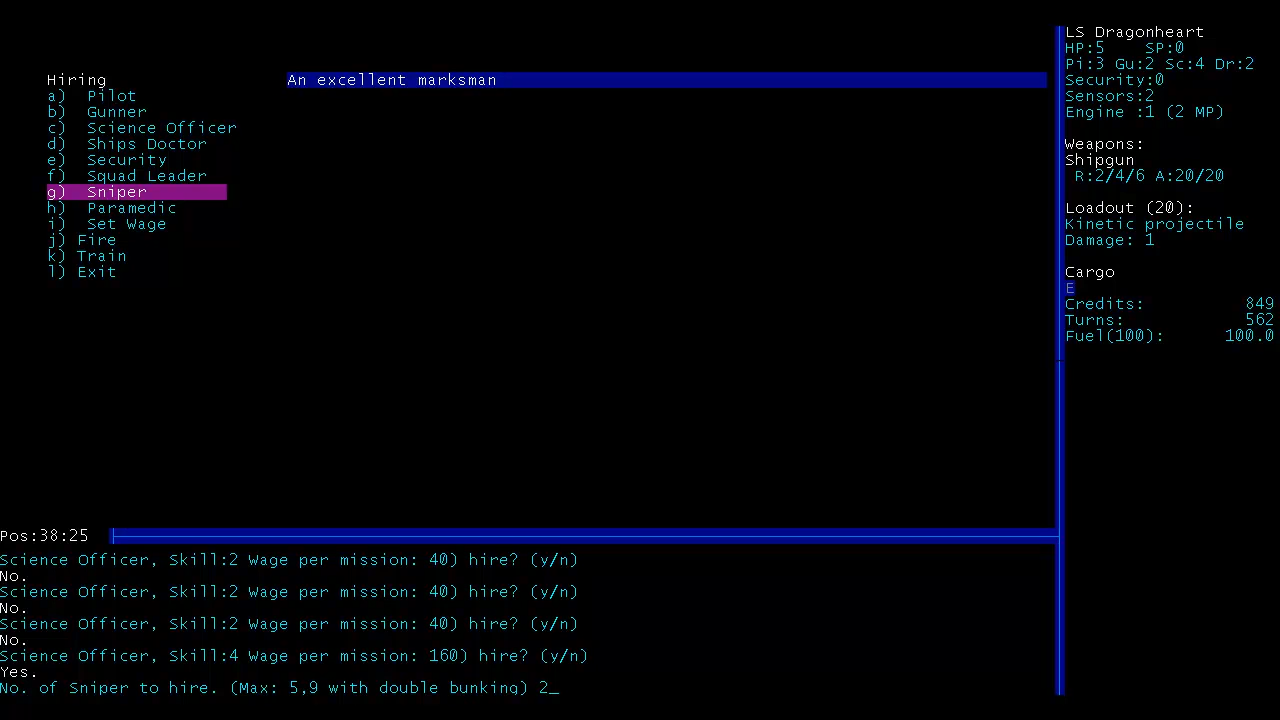 Hiring
An excellent marksman
a) Pilot
b) Gunner
c) Science Officer
d) Ships Doctor
e) Security
f) Squad Leader
g) Sniper
h) Paramedic
i) Set Wage
j) Fire
k) Train
l) Exit
LS Dragonheart
HP:5 SP:0
Pi:3 Gu:2 Sc:4 Dr:2
Security:0
Sensors:2
Engine :1 (2 MP)
Weapons:
Shipgun
R:2/4/6 A:20/20
Loadout (20):
Kinetic projectile
Damage: 1
Cargo
E
Credits: 849
Turns: 562
Fuel(100): 100.0
Pos:38:25
Science Officer, Skill:2 Wage per mission: 40) hire? (y/n)
No.
Science Officer, Skill:2 Wage per mission: 40) hire? (y/n)
No.
Science Officer, Skill:2 Wage per mission: 40) hire? (y/n)
No.
Science Officer, Skill:4 Wage per mission: 160) hire? (y/n)
Yes.
No. of Sniper to hire. (Max: 5,9 with double bunking) 2_